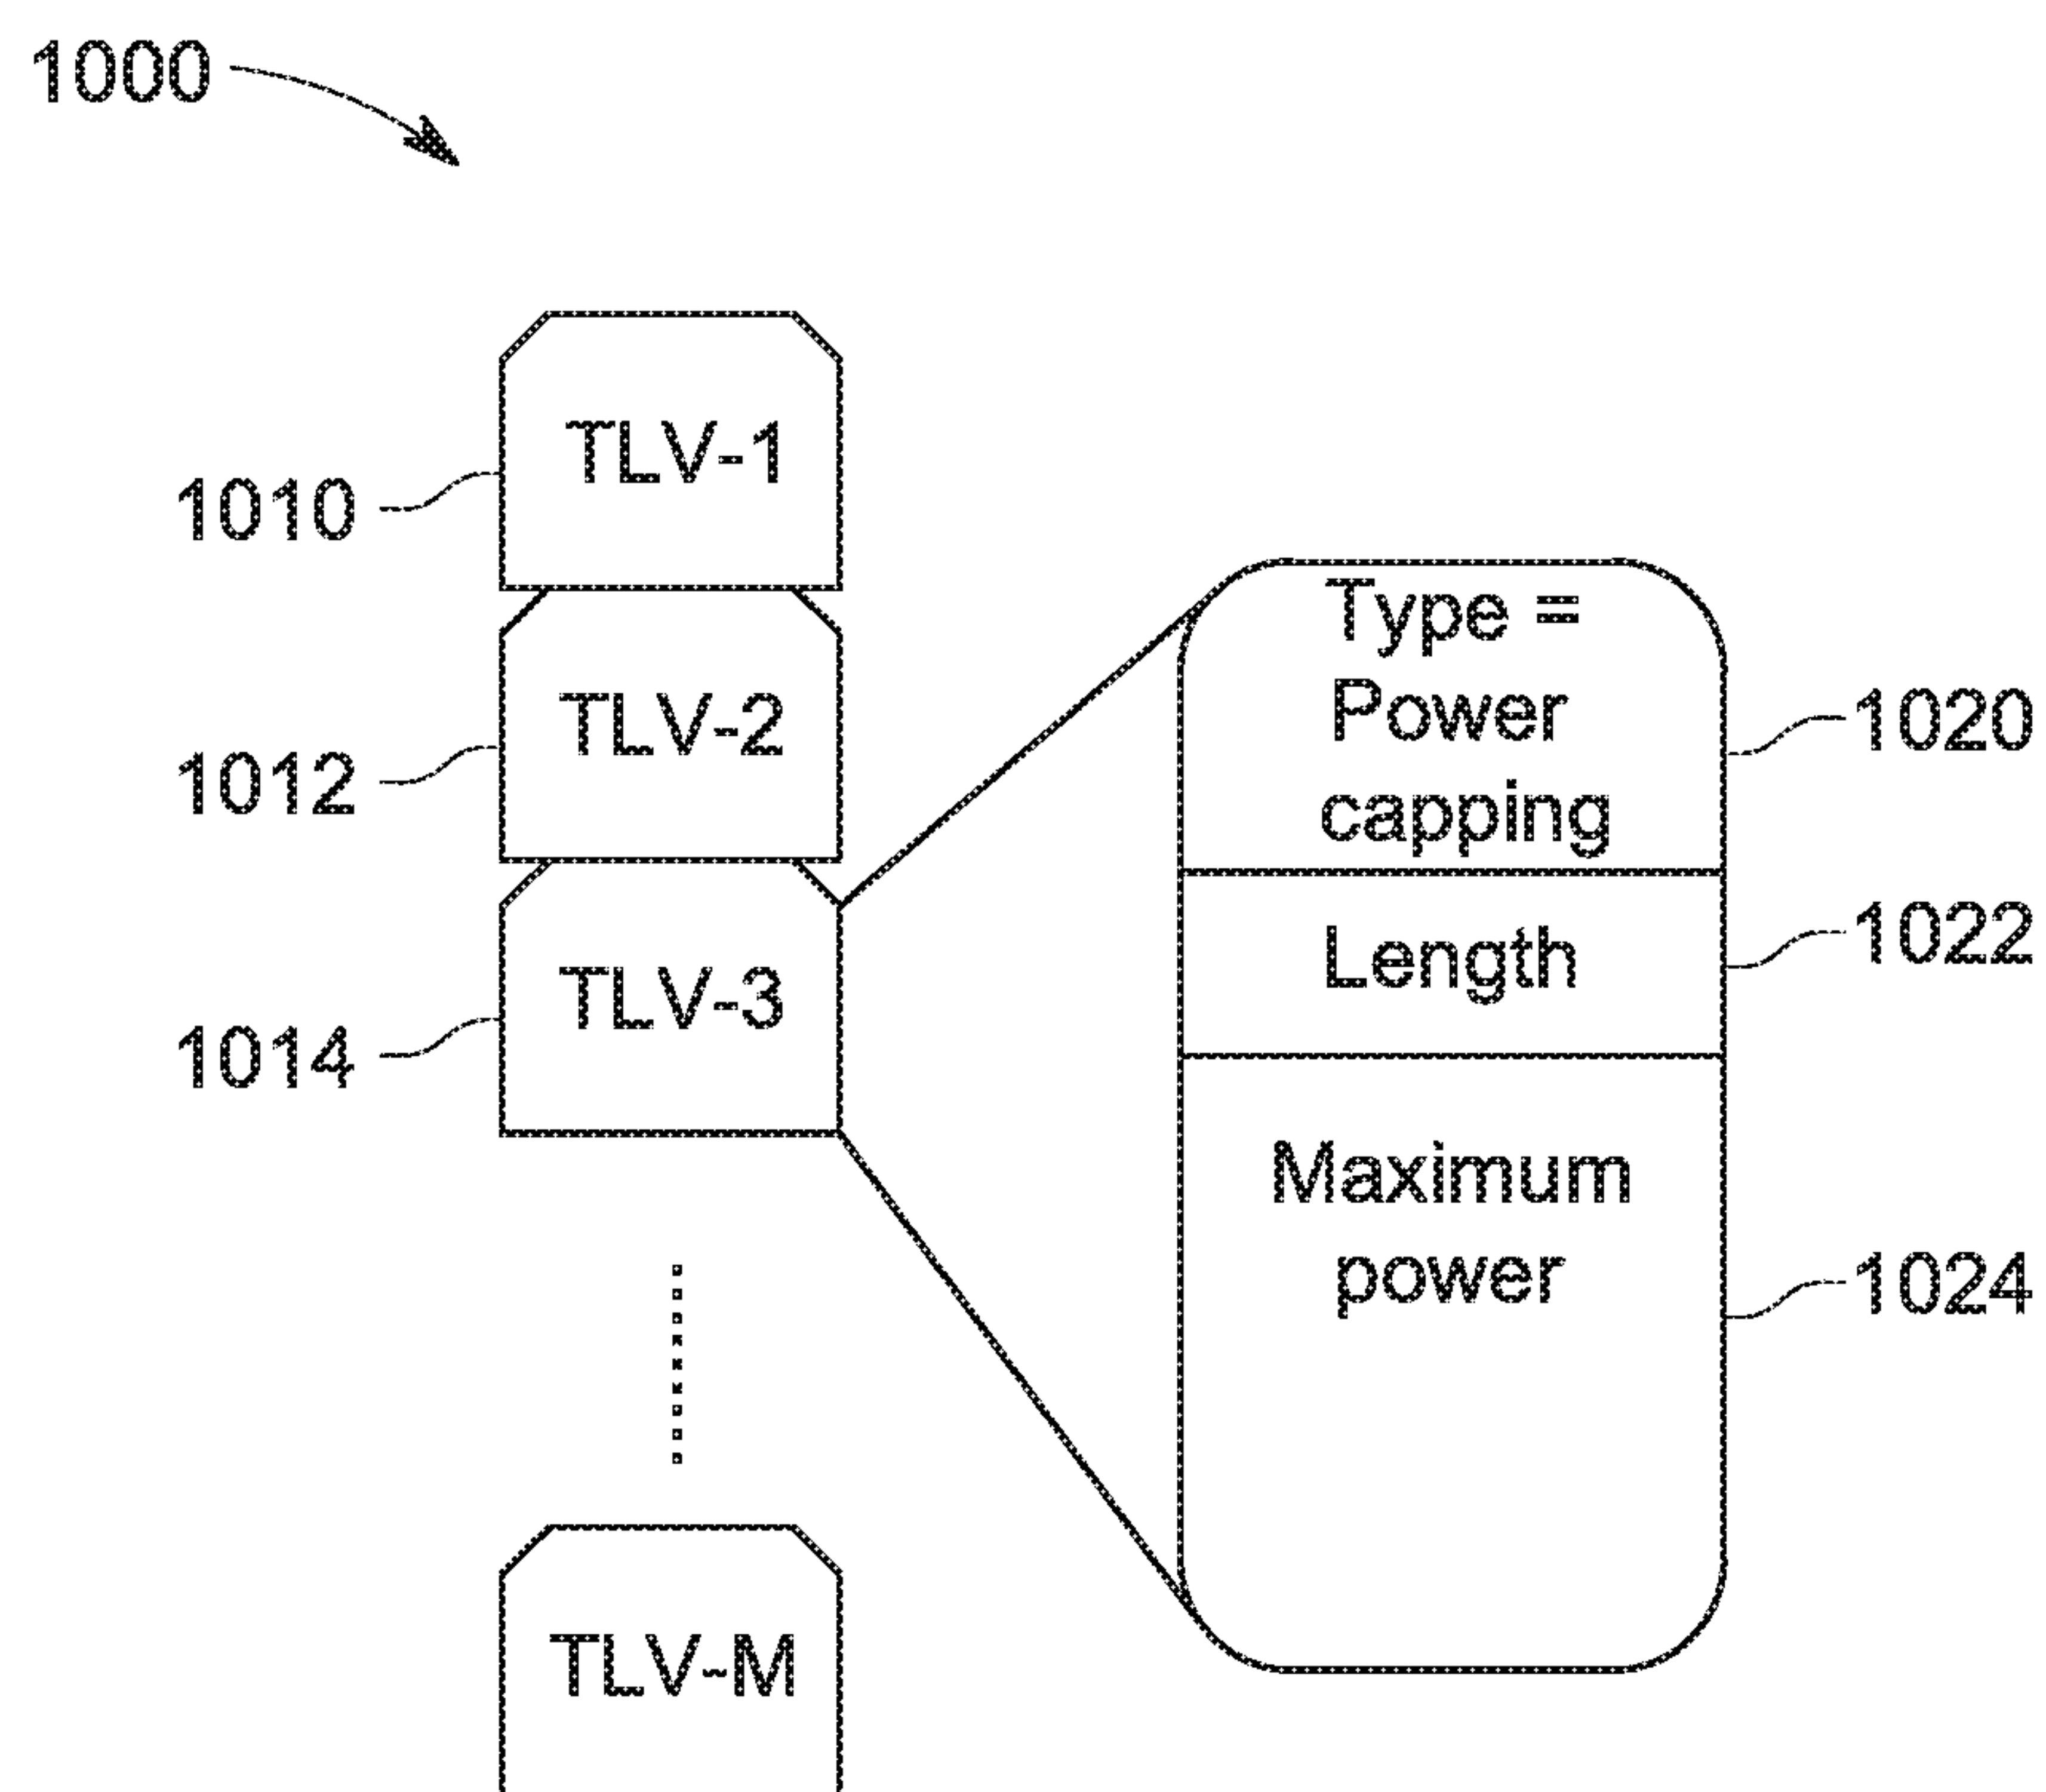 1000
TLV-1
1010
Type =
Power
capping
1020
TLV-2
1012
Length
1022
TLV-3
1014
Maximum
power
1024
TLV-M